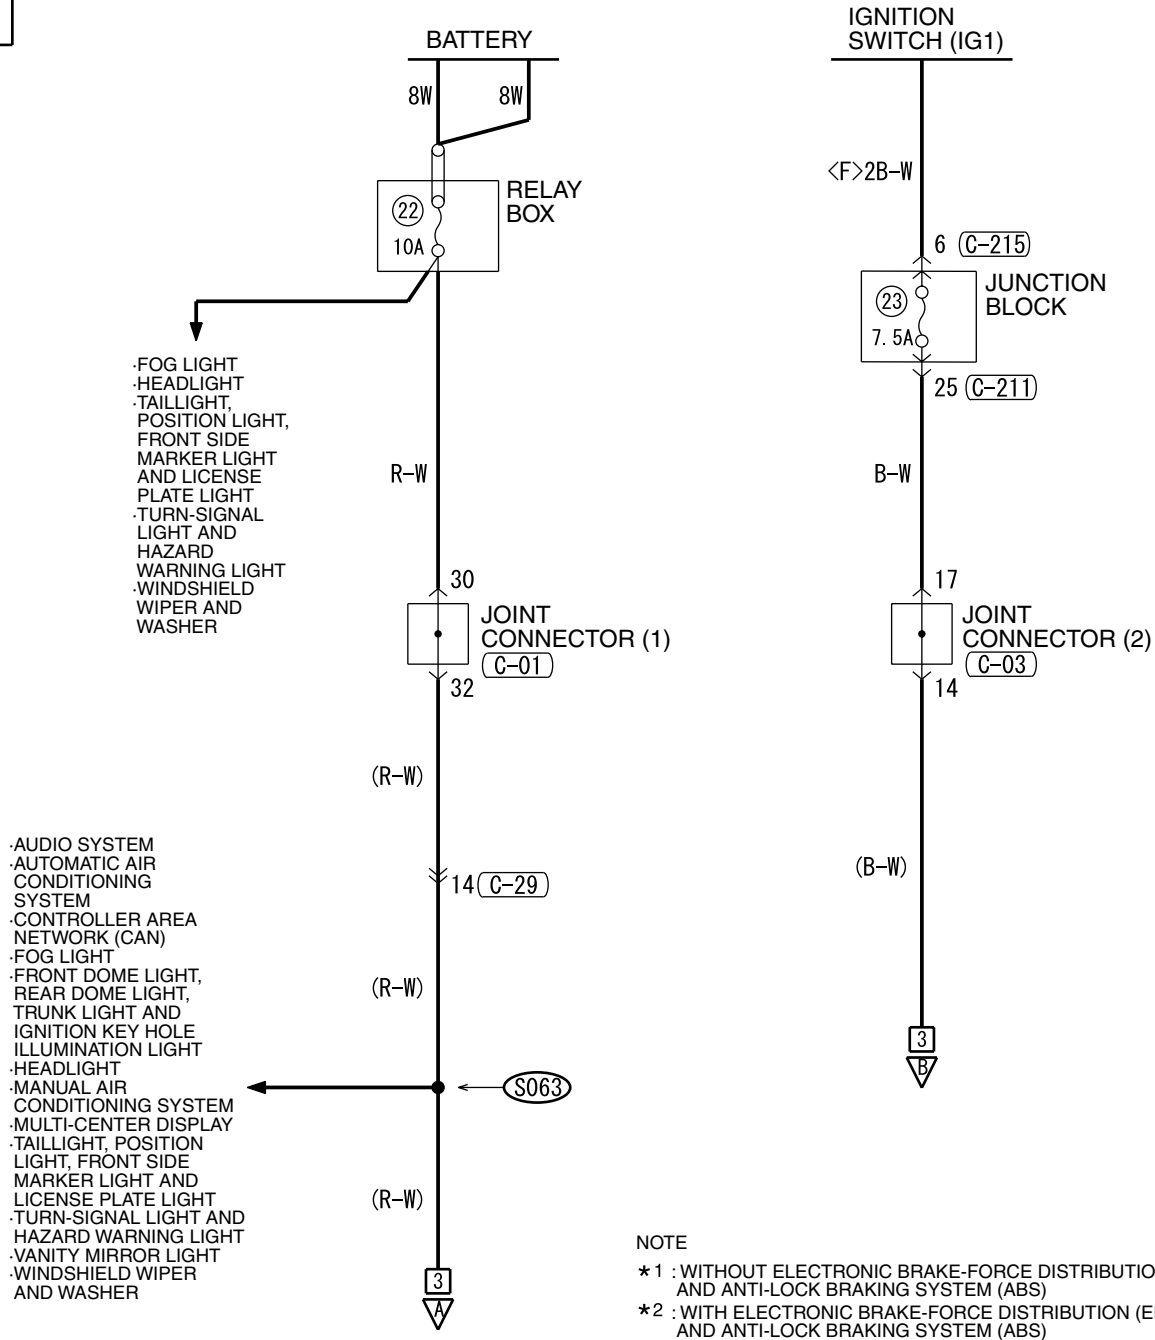 BATTERY
IGNITION
SWITCH (IG1)
8W
8W
<F>2B-W
RELAY
BOX
22
10A
6
C-215
JUNCTION
BLOCK
23
7.5A
25
C-211
·FOG LIGHT
·HEADLIGHT
·TAILLIGHT,
POSITION LIGHT,
FRONT SIDE
MARKER LIGHT
AND LICENSE
PLATE LIGHT
·TURN-SIGNAL
LIGHT AND
HAZARD
WARNING LIGHT
·WINDSHIELD
WIPER AND
WASHER
R-W
B-W
30
JOINT
CONNECTOR (1)
C-01
32
17
JOINT
CONNECTOR (2)
C-03
14
(R-W)
(B-W)
14
C-29
(R-W)
·AUDIO SYSTEM
·AUTOMATIC AIR
CONDITIONING
SYSTEM
·CONTROLLER AREA
NETWORK (CAN)
·FOG LIGHT
·FRONT DOME LIGHT,
REAR DOME LIGHT,
TRUNK LIGHT AND
IGNITION KEY HOLE
ILLUMINATION LIGHT
·HEADLIGHT
·MANUAL AIR
CONDITIONING SYSTEM
·MULTI-CENTER DISPLAY
·TAILLIGHT, POSITION
LIGHT, FRONT SIDE
MARKER LIGHT AND
LICENSE PLATE LIGHT
·TURN-SIGNAL LIGHT AND
HAZARD WARNING LIGHT
·VANITY MIRROR LIGHT
·WINDSHIELD WIPER
AND WASHER
S063
3
B
(R-W)
3
A
NOTE
*1 : WITHOUT ELECTRONIC BRAKE-FORCE DISTRIBUTIO
AND ANTI-LOCK BRAKING SYSTEM (ABS)
*2 : WITH ELECTRONIC BRAKE-FORCE DISTRIBUTION (E
AND ANTI-LOCK BRAKING SYSTEM (ABS)